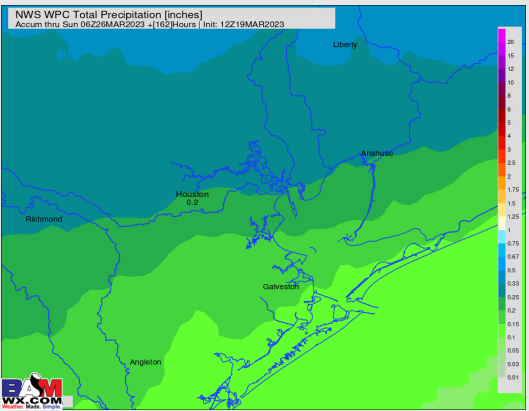 NWS WPC Total Precipitation [inches]
Accum thru Sun 06Z26MAR2023 +[162]Hours | Init: 12Z19MAR2023
Liberty
Anahuac
Houston
0.2
Richmond
Galveston
Angleton
20
15
12
10
8
6
5
4
3
2.5
2
1.75
1.5
1.25
1
0.75
0.67
0.5
0.33
0.25
0.2
0.15
0.1
0.05
0.03
0.01
BAM
WX.COM
Weather. Made. Simple.